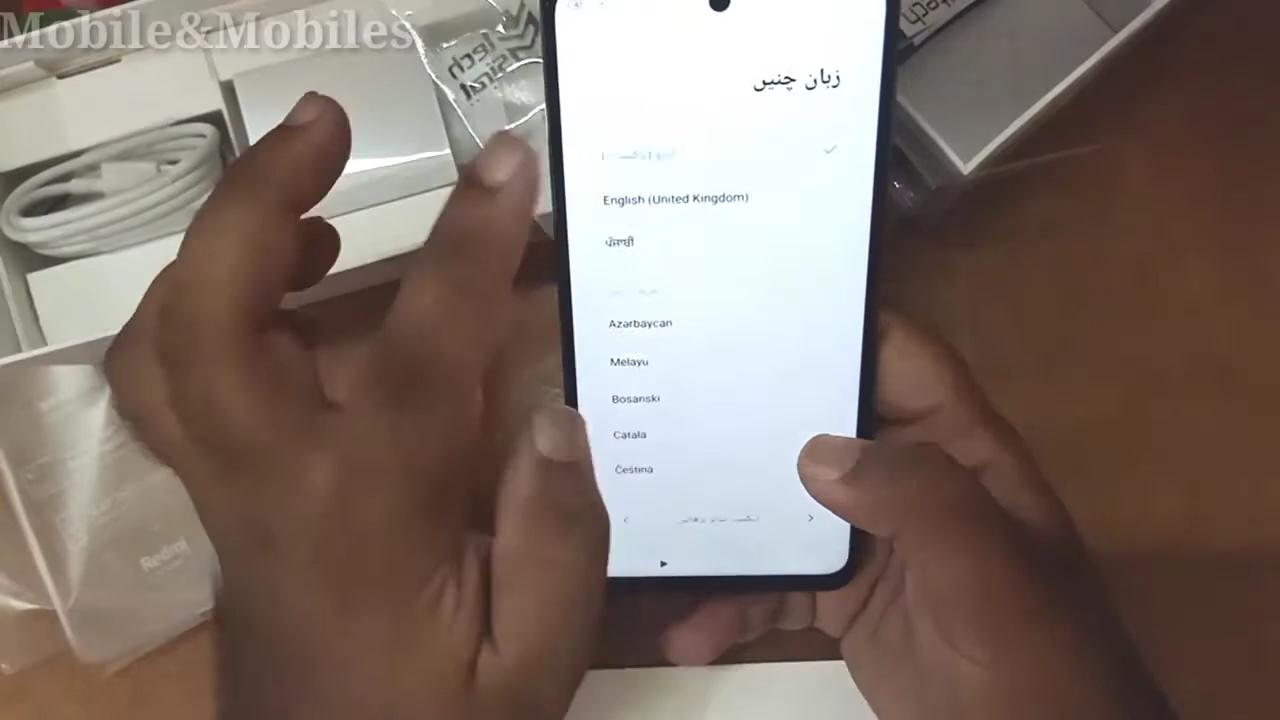 Mobile&Mobiles
زبان چنیں
English (United Kingdom)
ਪੰਜਾਬੀ
Azərbaycan
Melayu
Bosanski
Català
Čeština
Redmi